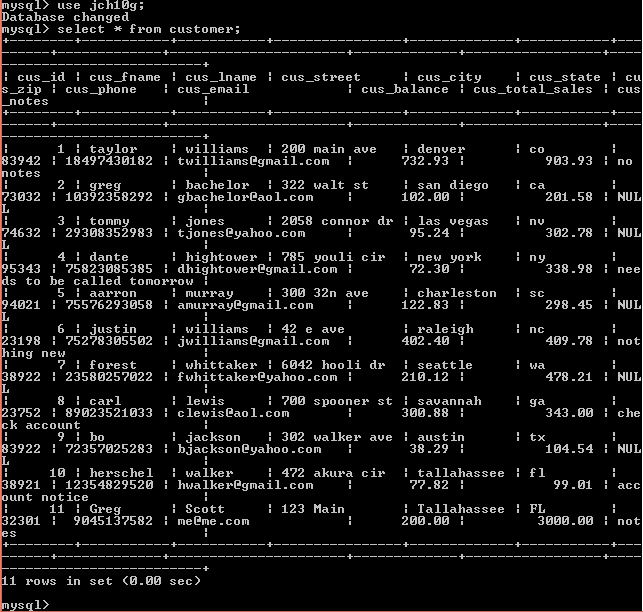 mysql> use jch10g;
Database changed
mysql> select * from customer;
| cus_id | cus_fname | cus_lname | cus_street | cus_city | cus_state | cu
s_zip | cus_phone | cus_email | cus_balance | cus_total_sales | cus
_notes |
| 1 | taylor | williams | 200 main ave | denver | co |
83942 | 18497430182 | twilliams@gmail.com | 732.93 | 903.93 | no
notes |
| 2 | greg | bachelor | 322 walt st | san diego | ca |
73032 | 10392358292 | gbachelor@aol.com | 102.00 | 201.58 | NUL
L |
| 3 | tommy | jones | 2058 connor dr | las vegas | nv |
74632 | 29308352983 | tjones@yahoo.com | 95.24 | 302.78 | NUL
L |
| 4 | dante | hightower | 785 youli cir | new york | ny |
95343 | 75823085385 | dhightower@gmail.com | 72.30 | 338.98 | nee
ds to be called tomorrow |
| 5 | aarron | murray | 300 32n ave | charleston | sc |
94021 | 75576293058 | amurray@gmail.com | 122.83 | 298.45 | NUL
L |
| 6 | justin | williams | 42 e ave | raleigh | nc |
23198 | 75278305502 | jwilliams@gmail.com | 402.40 | 409.78 | not
hing new |
| 7 | forest | whittaker | 6042 hooli dr | seattle | wa |
38922 | 23580257022 | fwhittaker@yahoo.com | 210.12 | 478.21 | NUL
L |
| 8 | carl | lewis | 700 spooner st | savannah | ga |
23752 | 89023521033 | clewis@aol.com | 300.88 | 343.00 | che
ck account |
| 9 | bo | jackson | 302 walker ave | austin | tx |
83922 | 72357025283 | bjackson@yahoo.com | 38.29 | 104.54 | NUL
L |
| 10 | herschel | walker | 472 akura cir | tallahassee | fl |
38921 | 12354829520 | hwalker@gmail.com | 77.82 | 99.01 | acc
ount notice |
| 11 | Greg | Scott | 123 Main | Tallahassee | FL |
32301 | 9045137582 | me@me.com | 200.00 | 3000.00 | not
es |
11 rows in set (0.00 sec)
mysql>